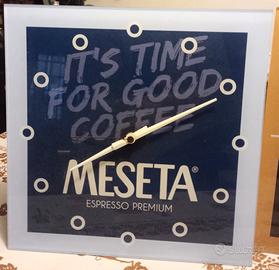 IT'S TIME
FOR GOOD
COFFEE
MESETA®
ESPRESSO PREMIUM